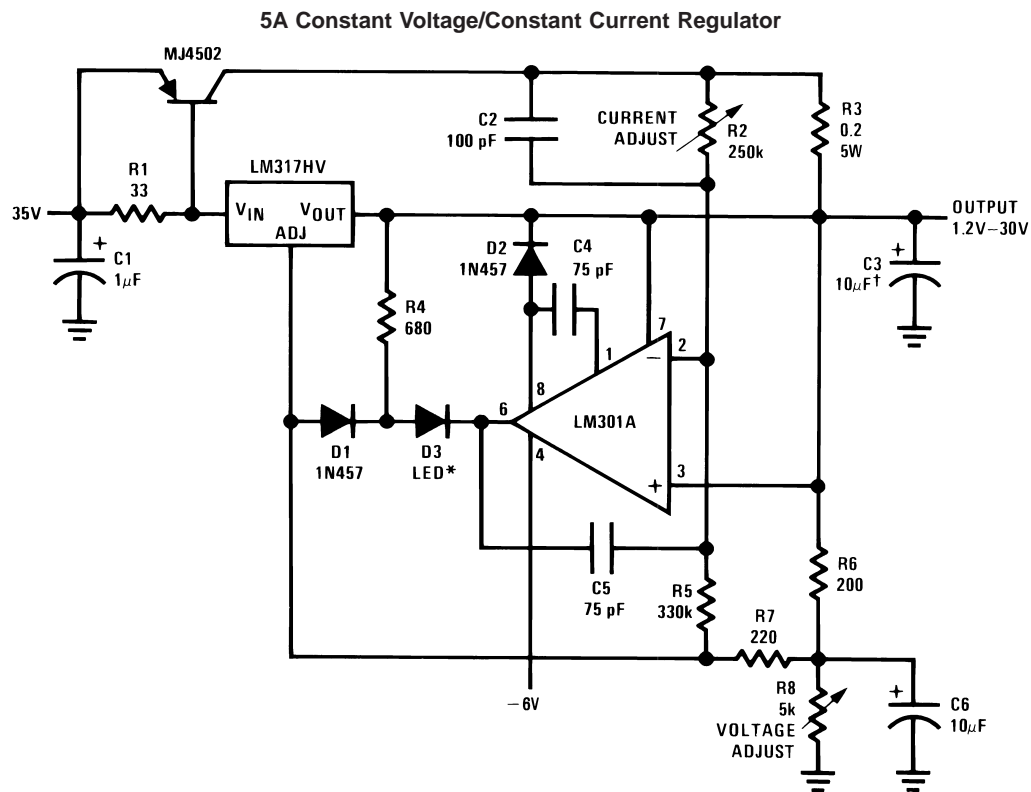 5A Constant Voltage/Constant Current Regulator
MJ4502
C2
100 pF
CURRENT
ADJUST
R2
250k
R3
0.2
5W
R1
33
LM317HV
35V
VIN
VOUT
ADJ
OUTPUT
1.2V–30V
+
C1
1μF
D2
1N457
C4
75 pF
+
C3
10μF†
R4
680
7
1
2
−
8
6
LM301A
4
D1
1N457
D3
LED*
+
3
C5
75 pF
R5
330k
R6
200
R7
220
−6V
R8
5k
VOLTAGE
ADJUST
+
C6
10μF